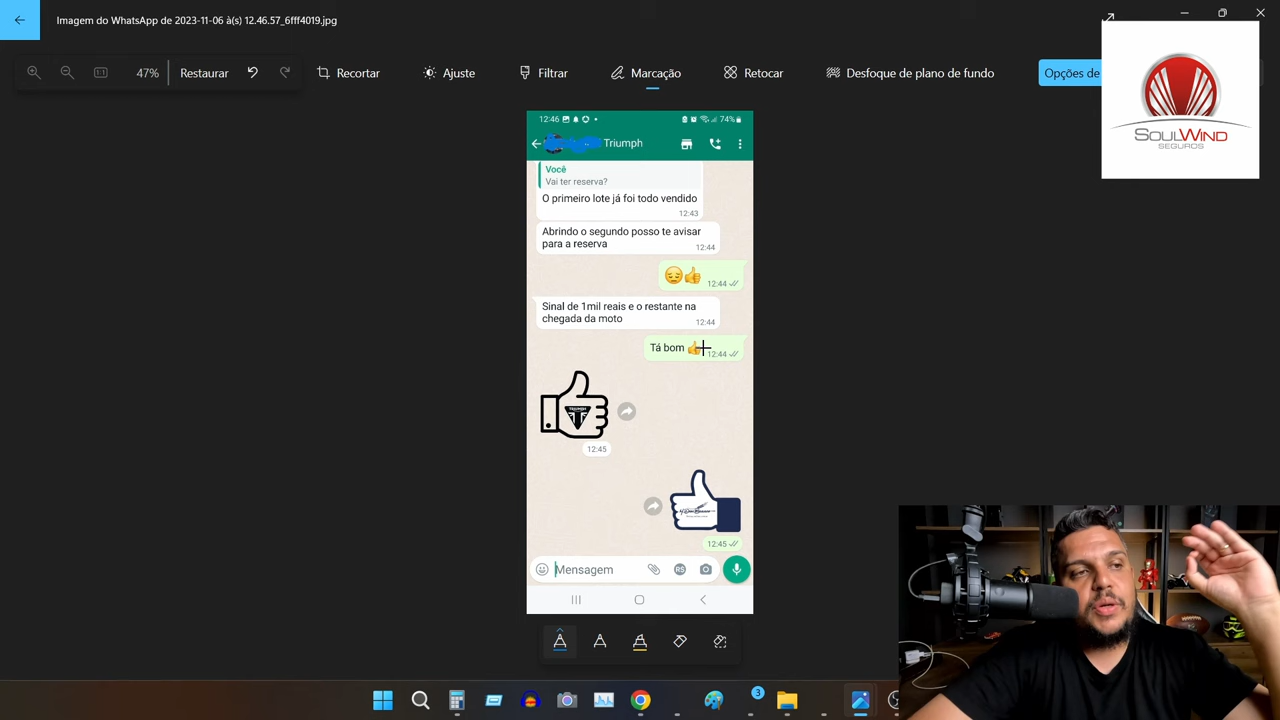 Imagem do WhatsApp de 2023-11-06 à(s) 12.46.57_6fff4019.jpg
47%
Restaurar
Recortar
Ajuste
Filtrar
Marcação
Retocar
Desfoque de plano de fundo
Opções de
SOULWIND
SEGUROS
12:46
74%
Triumph
Você
Vai ter reserva?
O primeiro lote já foi todo vendido
12:43
Abrindo o segundo posso te avisar
para a reserva
12:44
😔👍
12:44
Sinal de 1mil reais e o restante na
chegada da moto
12:44
Tá bom 👍
12:44
TRIUMPH
12:45
12:45
Mensagem
RS
3